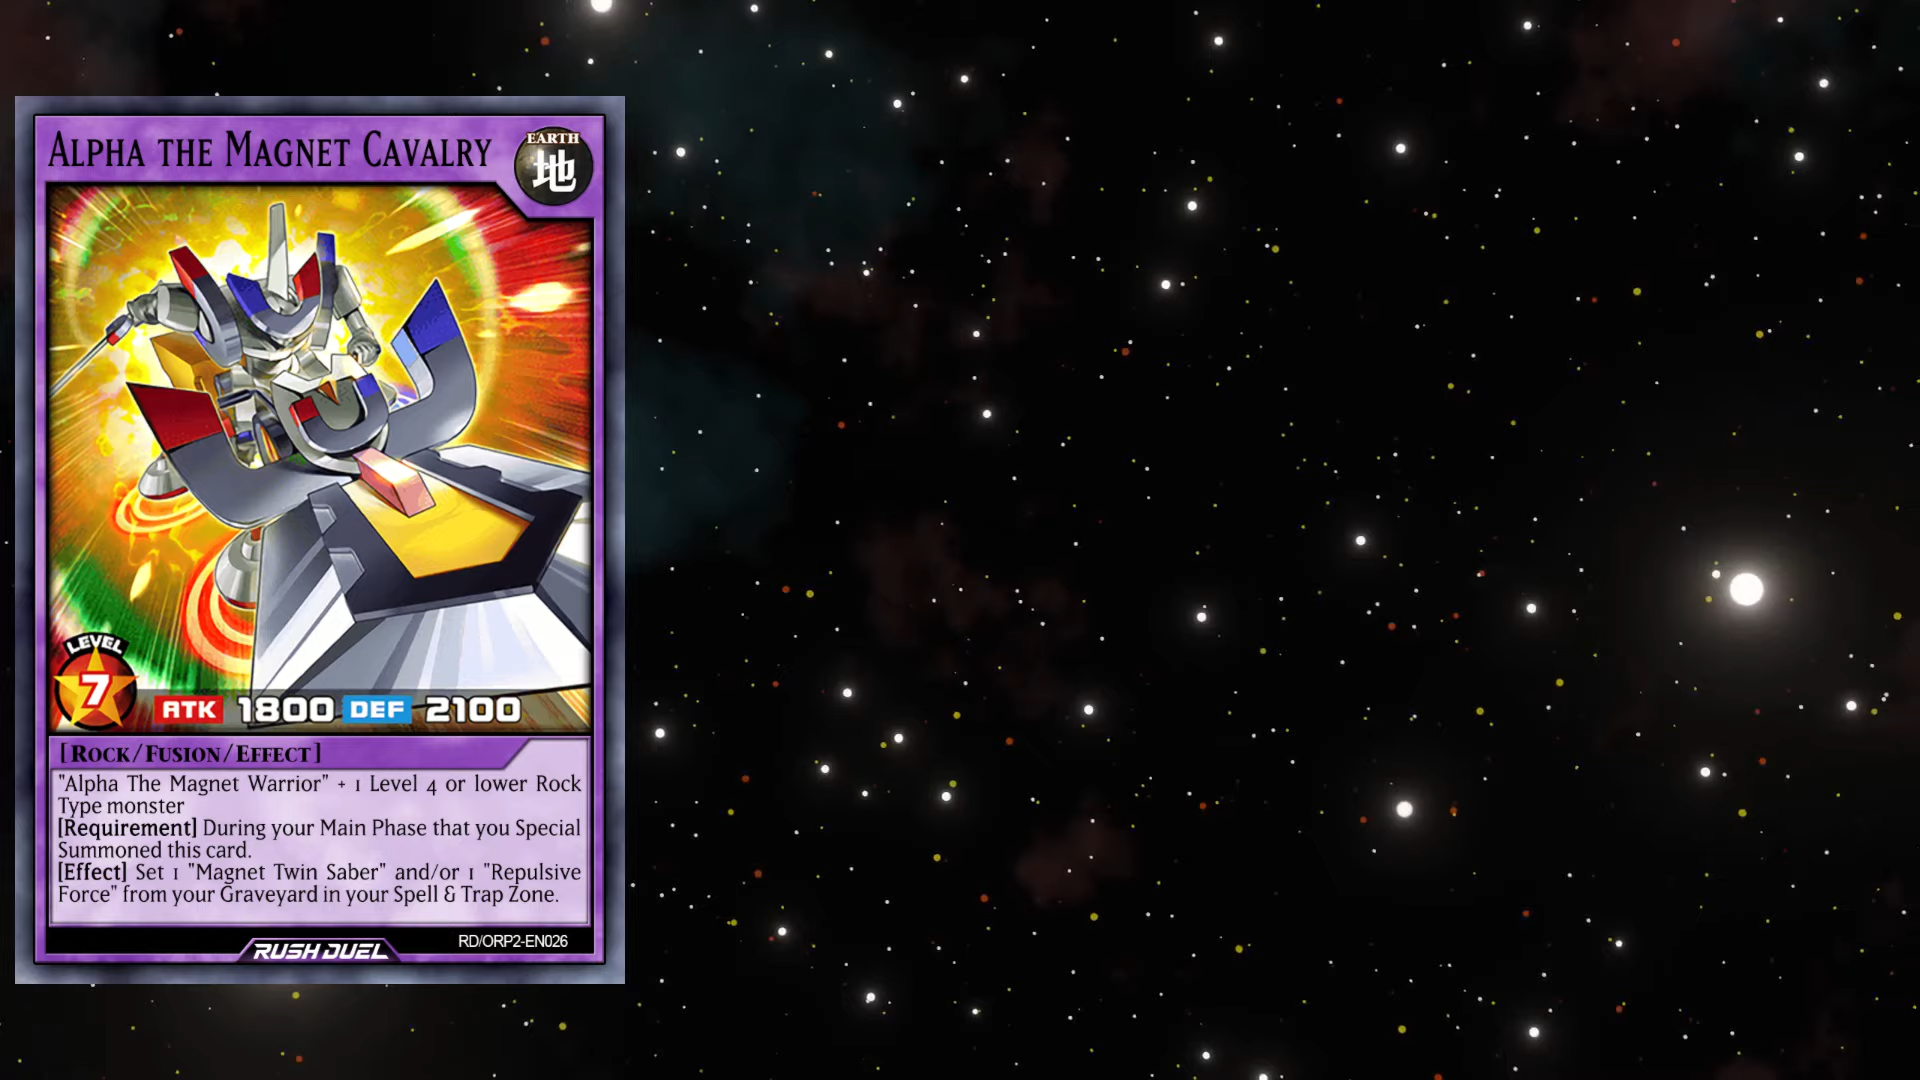 Alpha the Magnet Cavalry
EARTH
地
LEVEL
7
ATK 1800 DEF 2100
[Rock/Fusion/Effect]
"Alpha The Magnet Warrior" + 1 Level 4 or lower Rock
Type monster
[Requirement] During your Main Phase that you Special
Summoned this card.
[Effect] Set 1 "Magnet Twin Saber" and/or 1 "Repulsive
Force" from your Graveyard in your Spell & Trap Zone.
RUSH DUEL
RD/ORP2-EN026